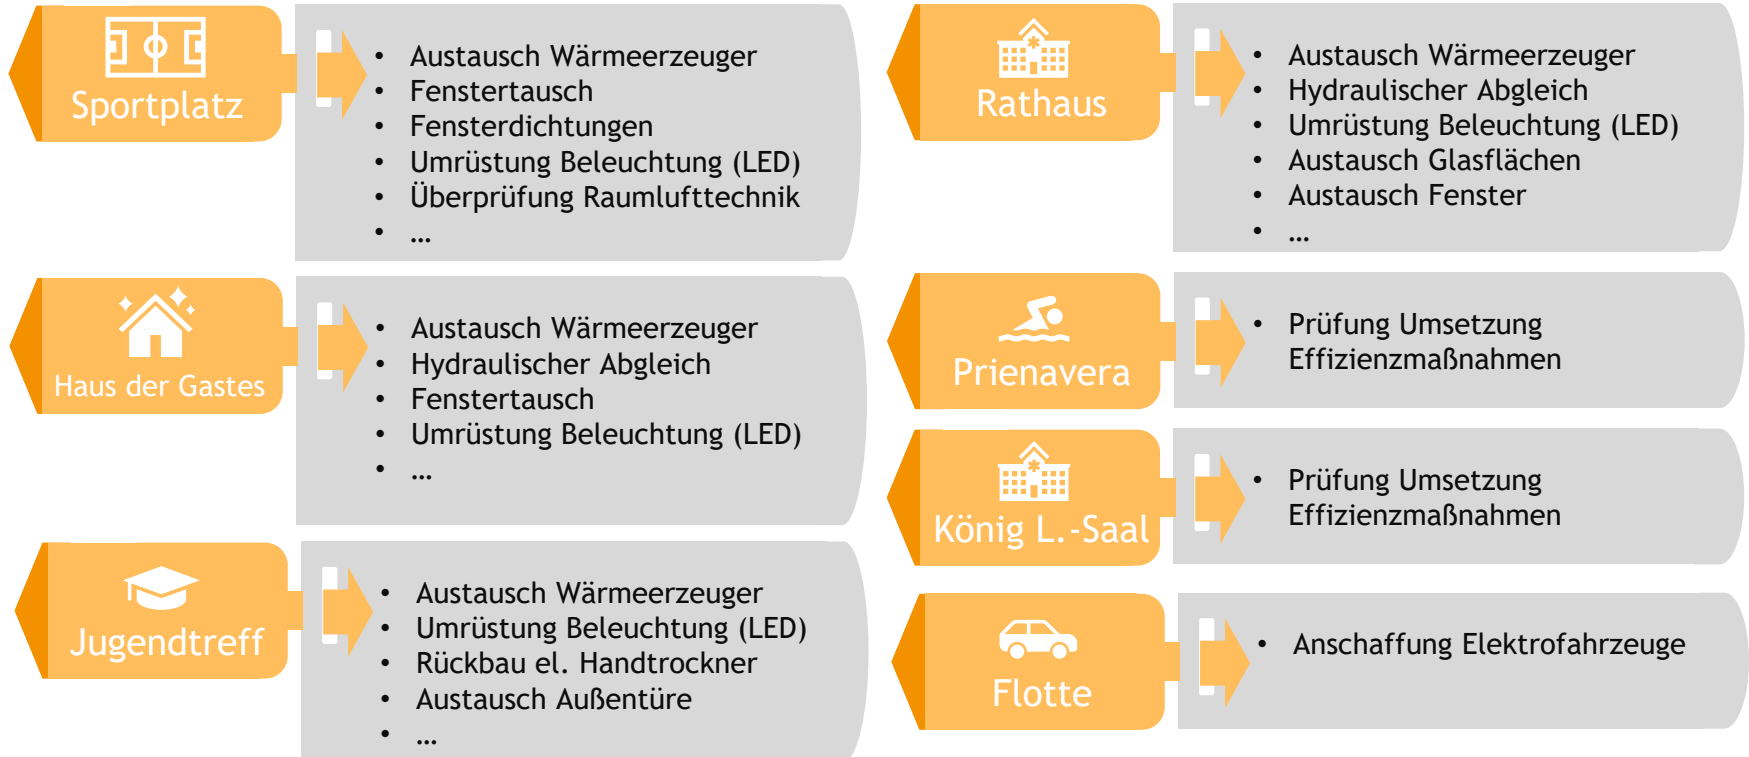 Sportplatz
• Austausch Wärmeerzeuger
• Fenstertausch
• Fensterdichtungen
• Umrüstung Beleuchtung (LED)
• Überprüfung Raumlufttechnik
• …
Haus der Gastes
• Austausch Wärmeerzeuger
• Hydraulischer Abgleich
• Fenstertausch
• Umrüstung Beleuchtung (LED)
• …
Jugendtreff
• Austausch Wärmeerzeuger
• Umrüstung Beleuchtung (LED)
• Rückbau el. Handtrockner
• Austausch Außentüre
• …
Rathaus
• Austausch Wärmeerzeuger
• Hydraulischer Abgleich
• Umrüstung Beleuchtung (LED)
• Austausch Glasflächen
• Austausch Fenster
• …
Prienavera
• Prüfung Umsetzung
Effizienzmaßnahmen
König L.-Saal
• Prüfung Umsetzung
Effizienzmaßnahmen
Flotte
• Anschaffung Elektrofahrzeuge